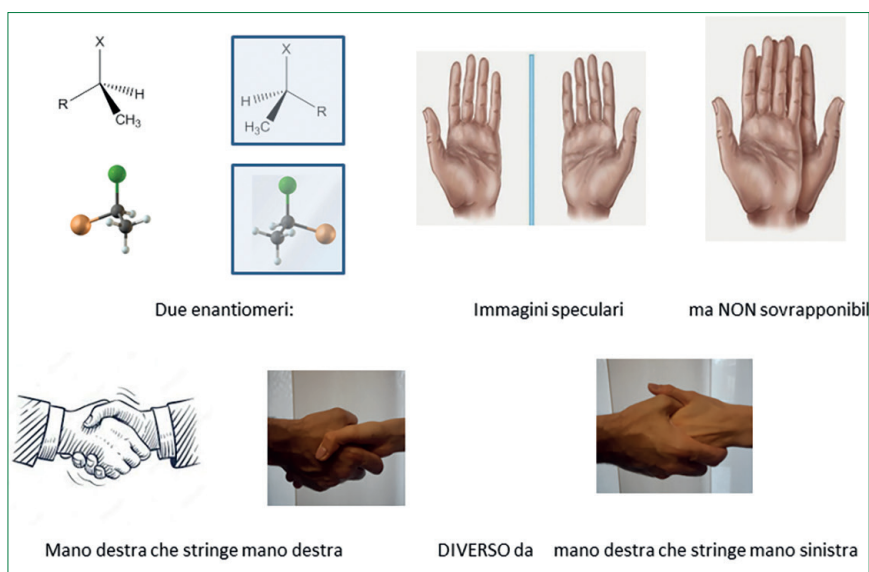 X
R
H
CH3
X
H
H3C
R
Due enantiomeri:
Immagini speculari
ma NON sovrapponibil
Mano destra che stringe mano destra
DIVERSO da
mano destra che stringe mano sinistra